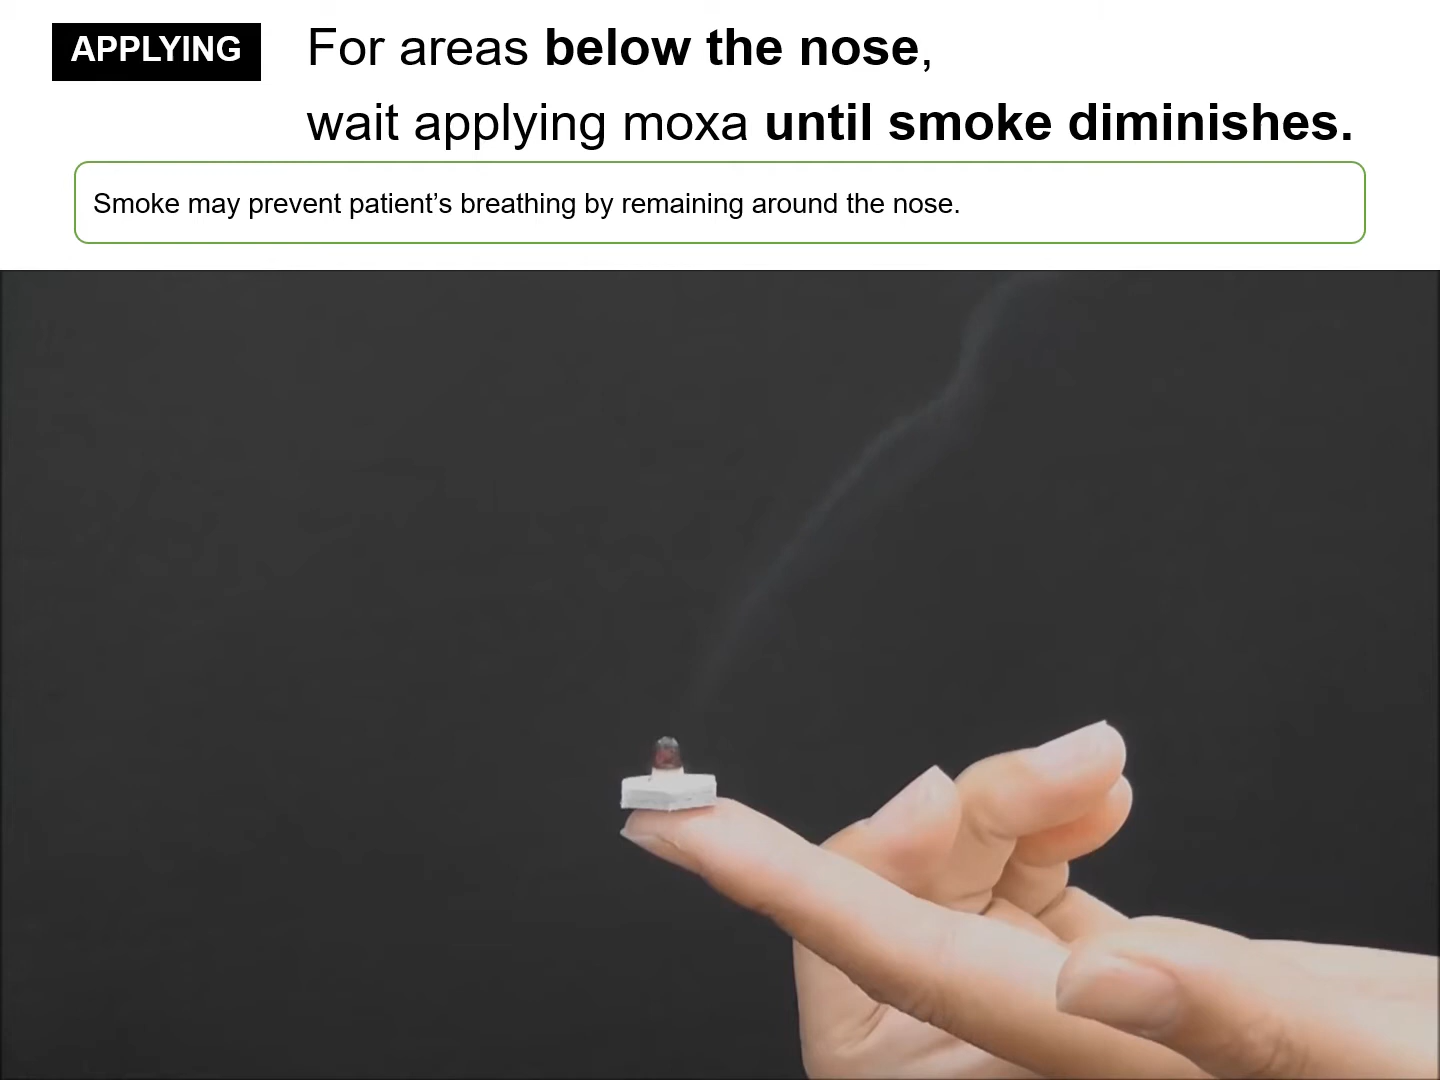 APPLYING
For areas below the nose,
wait applying moxa until smoke diminishes.
Smoke may prevent patient’s breathing by remaining around the nose.